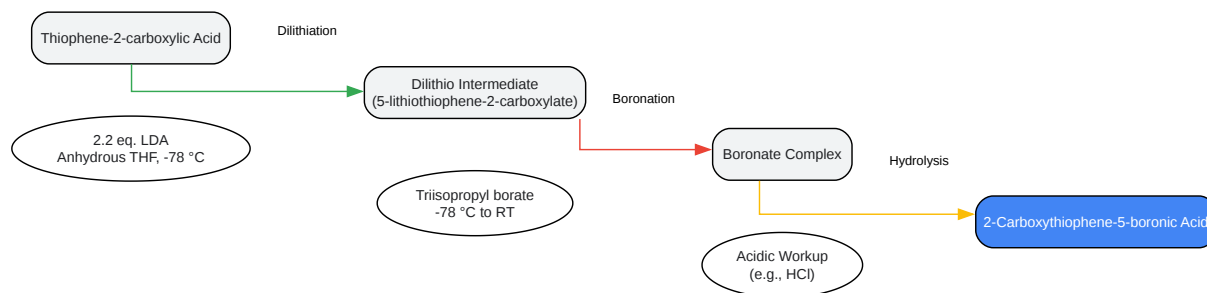 Thiophene-2-carboxylic Acid
Dilithiation
2.2 eq. LDA
Anhydrous THF, -78 °C
Dilithio Intermediate
(5-lithiothiophene-2-carboxylate)
Boronation
Triisopropyl borate
-78 °C to RT
Boronate Complex
Hydrolysis
Acidic Workup
(e.g., HCl)
2-Carboxythiophene-5-boronic Acid